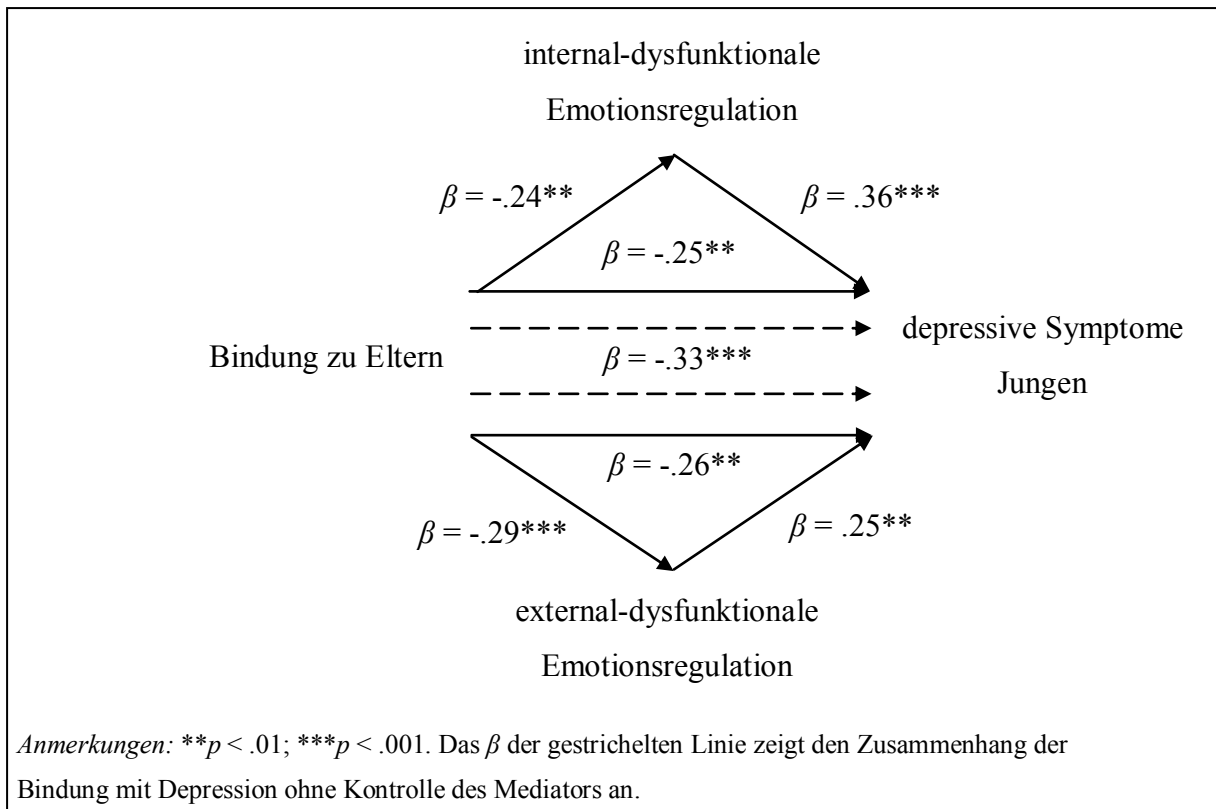 internal-dysfunktionale
Emotionsregulation
β = -.24**
β = .36***
β = -.25**
Bindung zu Eltern
β = -.33***
depressive Symptome
Jungen
β = -.26**
β = -.29***
β = .25**
external-dysfunktionale
Emotionsregulation
Anmerkungen: **p < .01; ***p < .001. Das β der gestrichelten Linie zeigt den Zusammenhang der
Bindung mit Depression ohne Kontrolle des Mediators an.